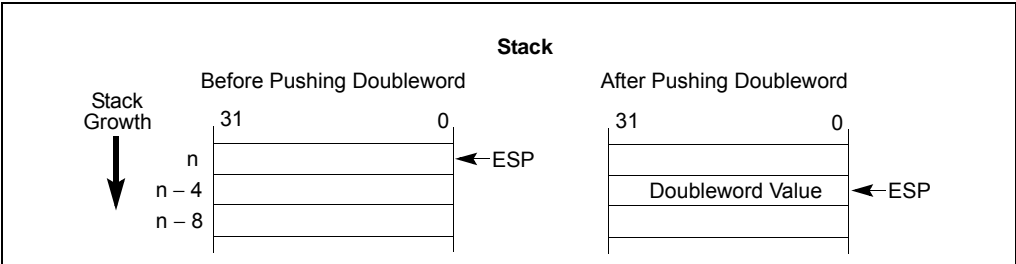 Stack
Before Pushing Doubleword
After Pushing Doubleword
Stack
Growth
31 0
31 0
n
ESP
n – 4
Doubleword Value
ESP
n – 8